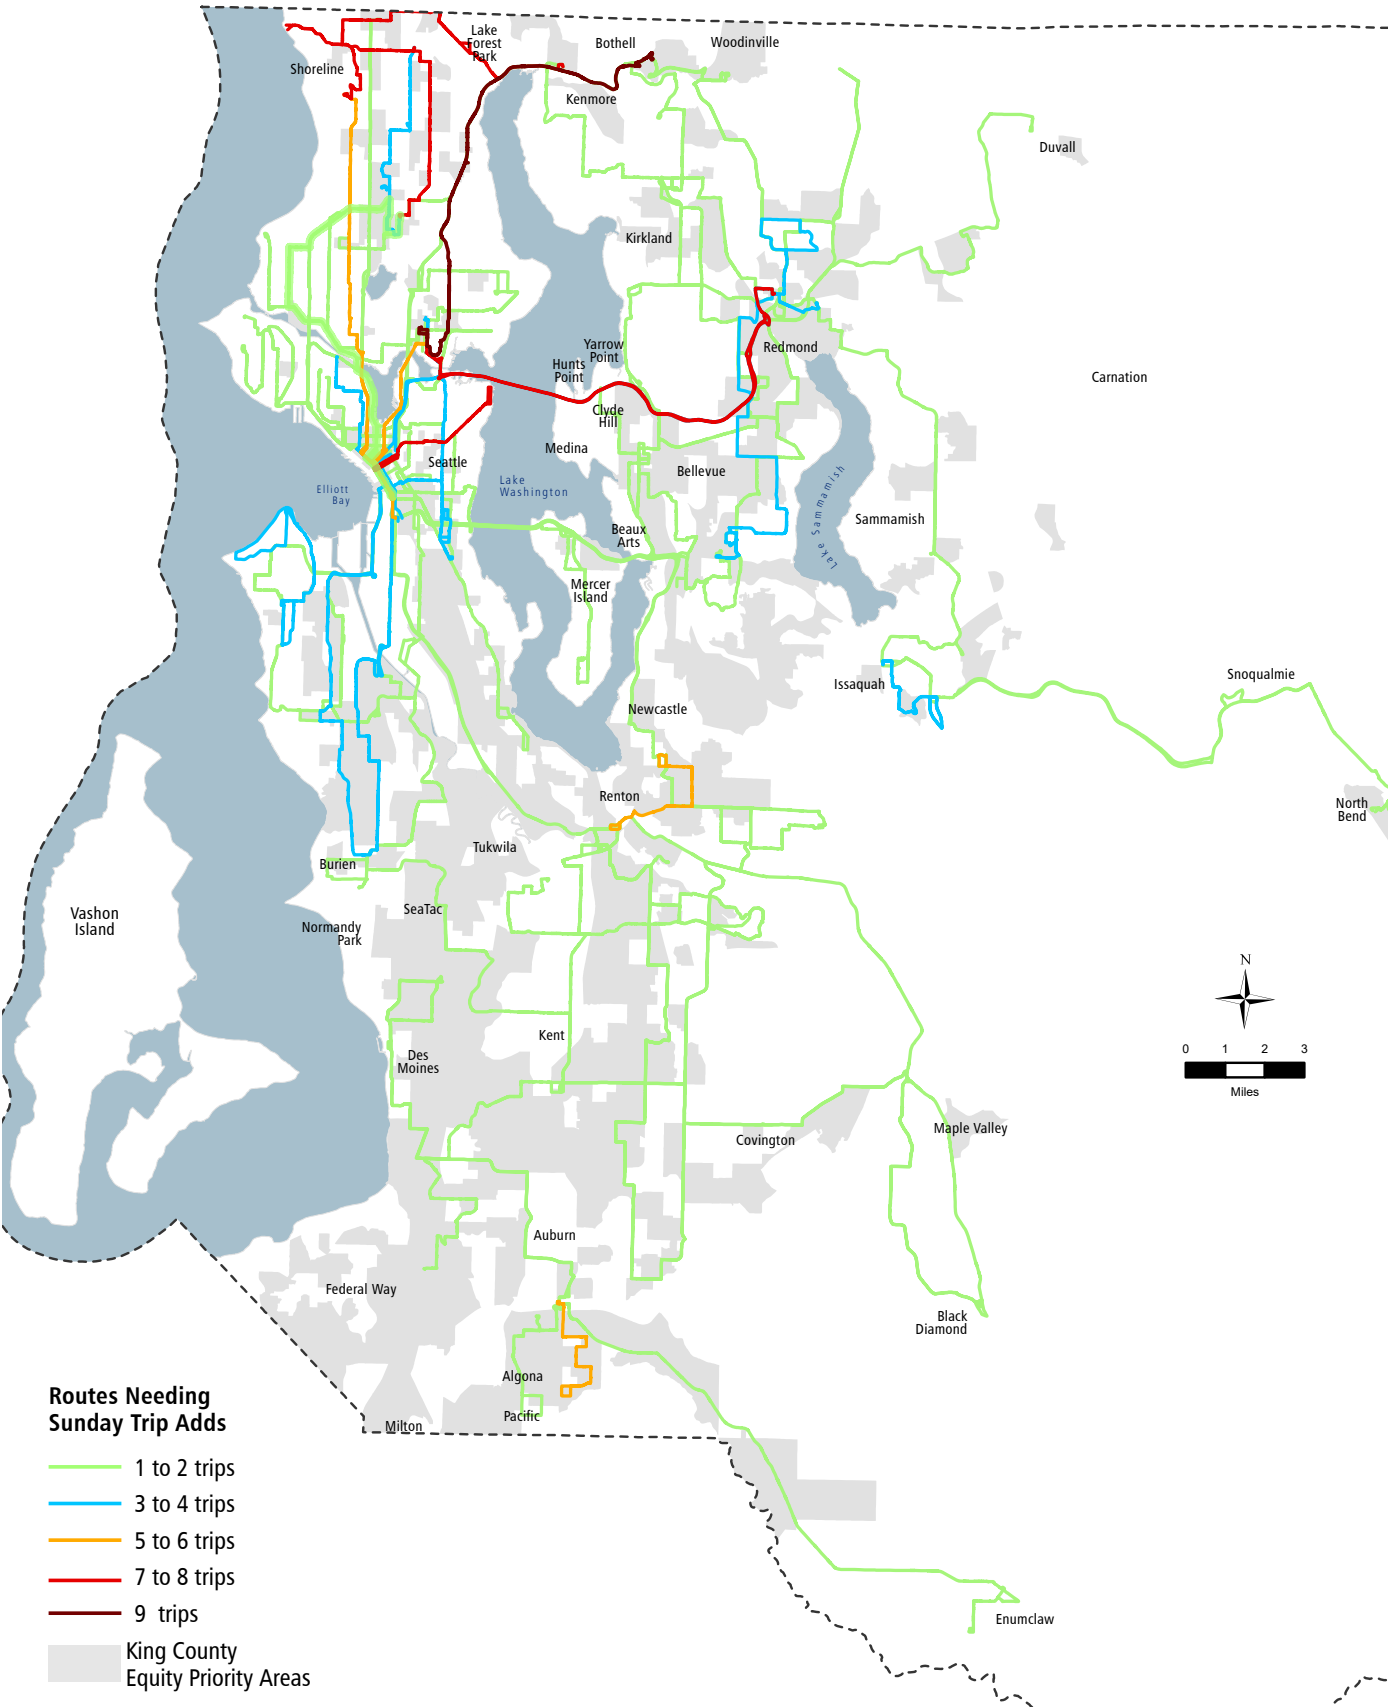 Lake
Forest
Park
Bothell
Woodinville
Shoreline
Kenmore
Duvall
Kirkland
Yarrow
Point
Hunts
Point
Redmond
Carnation
Clyde
Hill
Medina
Seattle
Bellevue
Lake
Washington
Elliott
Bay
Lake Sammamish
Sammamish
Beaux
Arts
Mercer
Island
Issaquah
Snoqualmie
Newcastle
Renton
North
Bend
Tukwila
Burien
SeaTac
Vashon
Island
Normandy
Park
N
Kent
Des
Moines
0 1 2 3
Miles
Covington
Maple Valley
Auburn
Federal Way
Black
Diamond
Algona
Pacific
Milton
Enumclaw
Routes Needing
Sunday Trip Adds
1 to 2 trips
3 to 4 trips
5 to 6 trips
7 to 8 trips
9 trips
King County
Equity Priority Areas